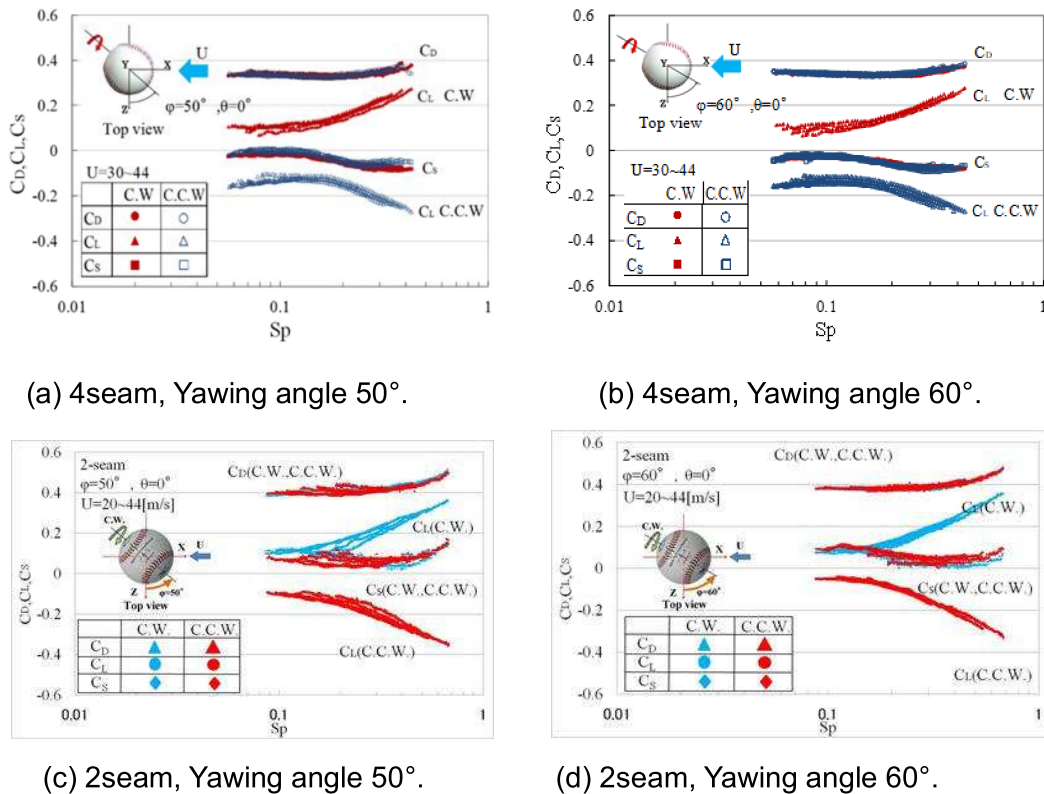 0.6
0.4
0.2
0
-0.2
-0.4
-0.6
CD,CL,CS
Y
X
Z
U
φ=50° ,θ=0°
Top view
CD
CL C.W
CS
CL C.C.W
U=30~44
C.W C.C.W
CD
CL
CS
0.01 0.1 1
Sp
0.6
0.4
0.2
0
-0.2
-0.4
-0.6
CD,CL,CS
Y
X
Z
U
φ=60° ,θ=0°
Top view
CD
CL C.W
CS
CL C.C.W
U=30~44
C.W C.C.W
CD
CL
CS
0.01 0.1 1
Sp
(a) 4seam, Yawing angle 50°.
(b) 4seam, Yawing angle 60°.
0.6
0.4
0.2
0
-0.2
-0.4
-0.6
CD,CL,CS
2-seam
φ=50° , θ=0°
U=20~44[m/s]
C.W.
X
U
Z
φ=50°
Top view
CD(C.W.,C.C.W.)
CL(C.W.)
CS(C.W.,C.C.W.)
CL(C.C.W.)
C.W. C.C.W.
CD
CL
CS
0.01 0.1 1
Sp
0.6
0.4
0.2
0
-0.2
-0.4
-0.6
CD,CL,CS
2-seam
φ=60° , θ=0°
U=20~44[m/s]
C.W.
X
U
Z
φ=60°
Top view
CD(C.W.,C.C.W.)
CL(C.W.)
CS(C.W.,C.C.W.)
CL(C.C.W.)
C.W. C.C.W.
CD
CL
CS
0.01 0.1 1
Sp
(c) 2seam, Yawing angle 50°.
(d) 2seam, Yawing angle 60°.